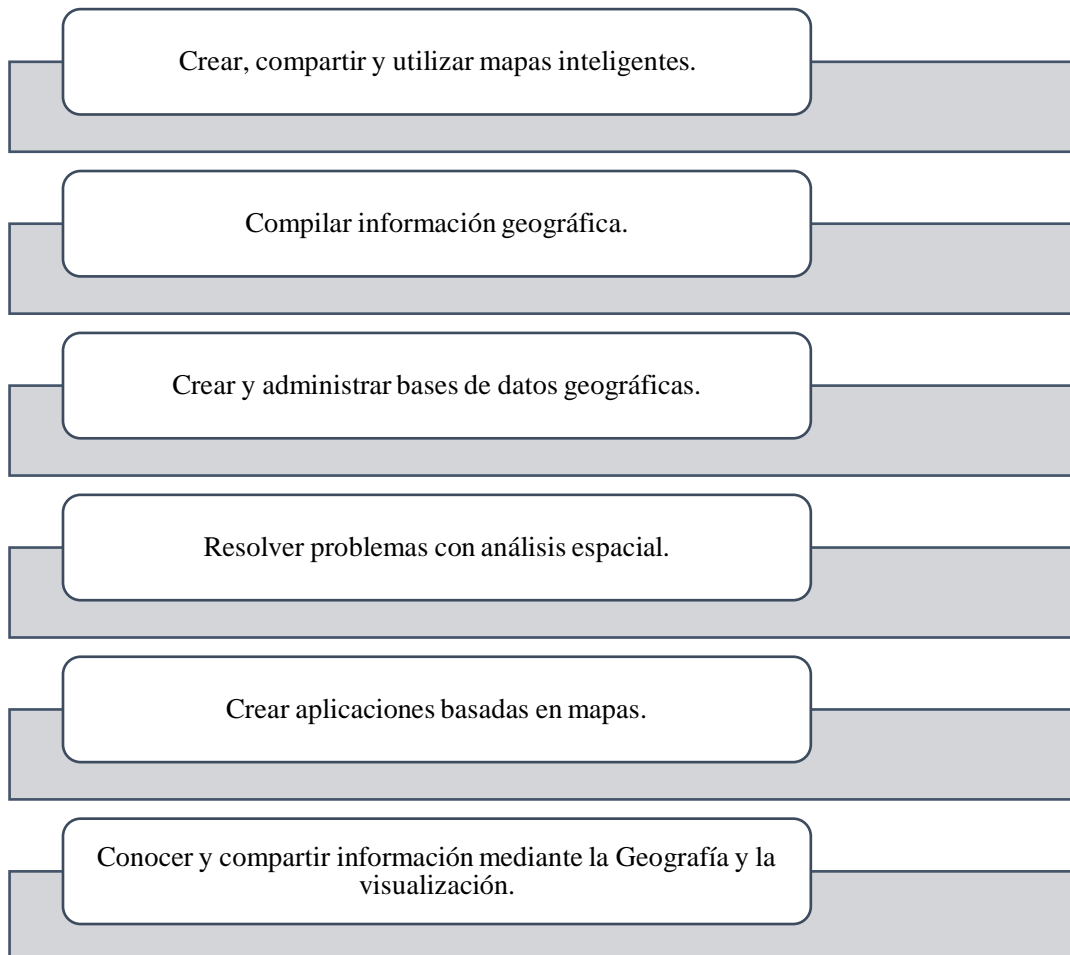 Crear, compartir y utilizar mapas inteligentes.
Compilar información geográfica.
Crear y administrar bases de datos geográficas.
Resolver problemas con análisis espacial.
Crear aplicaciones basadas en mapas.
Conocer y compartir información mediante la Geografía y la
visualización.